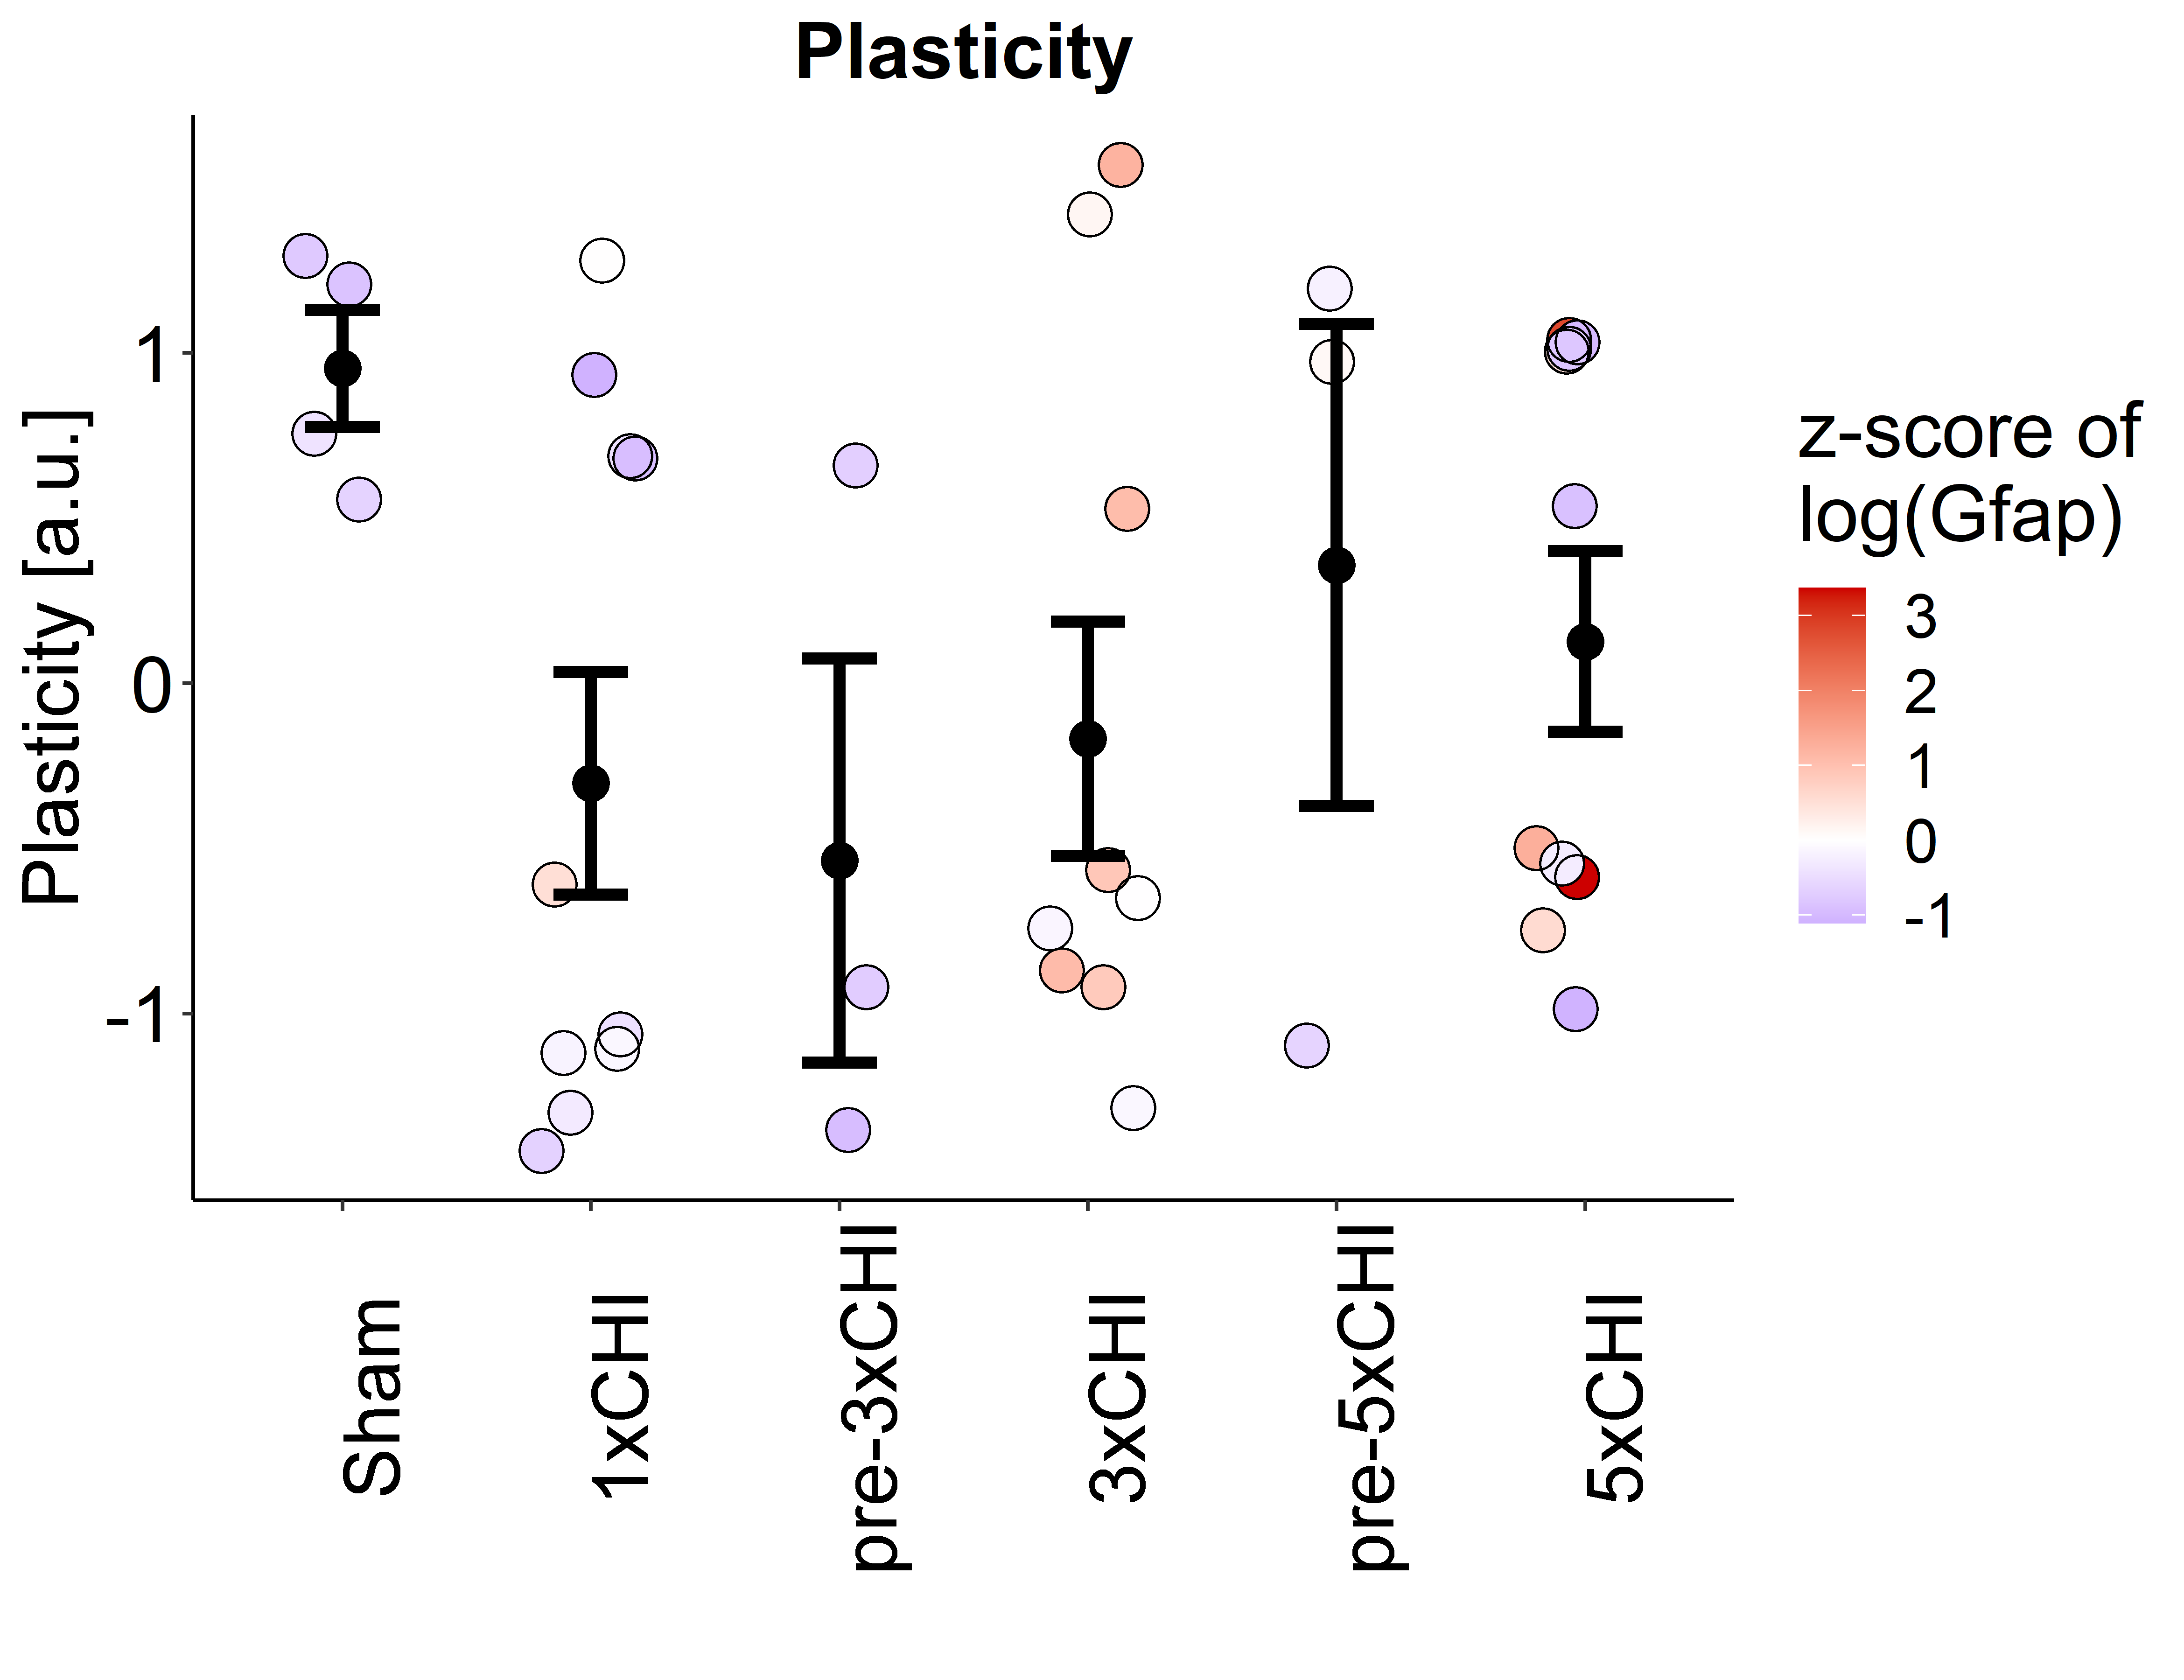 Plasticity
Plasticity [a.u.]
1
0
-1
Sham
1xCHI
pre-3xCHI
3xCHI
pre-5xCHI
5xCHI
z-score of
log(Gfap)
3
2
1
0
-1